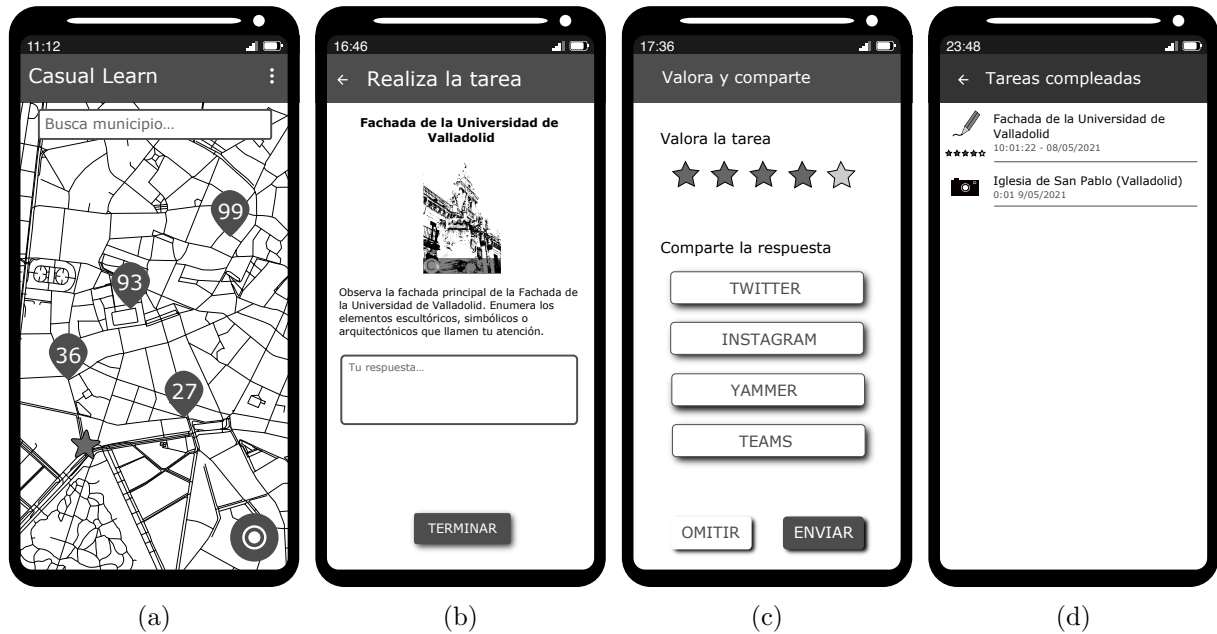 11:12
Casual Learn
Busca municipio...
99
93
36
27
(a)
16:46
← Realiza la tarea
Fachada de la Universidad de
Valladolid
Observa la fachada principal de la Fachada de
la Universidad de Valladolid. Enumera los
elementos escultóricos, simbólicos o
arquitectónicos que llamen tu atención.
Tu respuesta...
TERMINAR
(b)
17:36
Valora y comparte
Valora la tarea
Comparte la respuesta
TWITTER
INSTAGRAM
YAMMER
TEAMS
OMITIR ENVIAR
(c)
23:48
← Tareas compleadas
Fachada de la Universidad de
Valladolid
10:01:22 - 08/05/2021
Iglesia de San Pablo (Valladolid)
0:01 9/05/2021
(d)